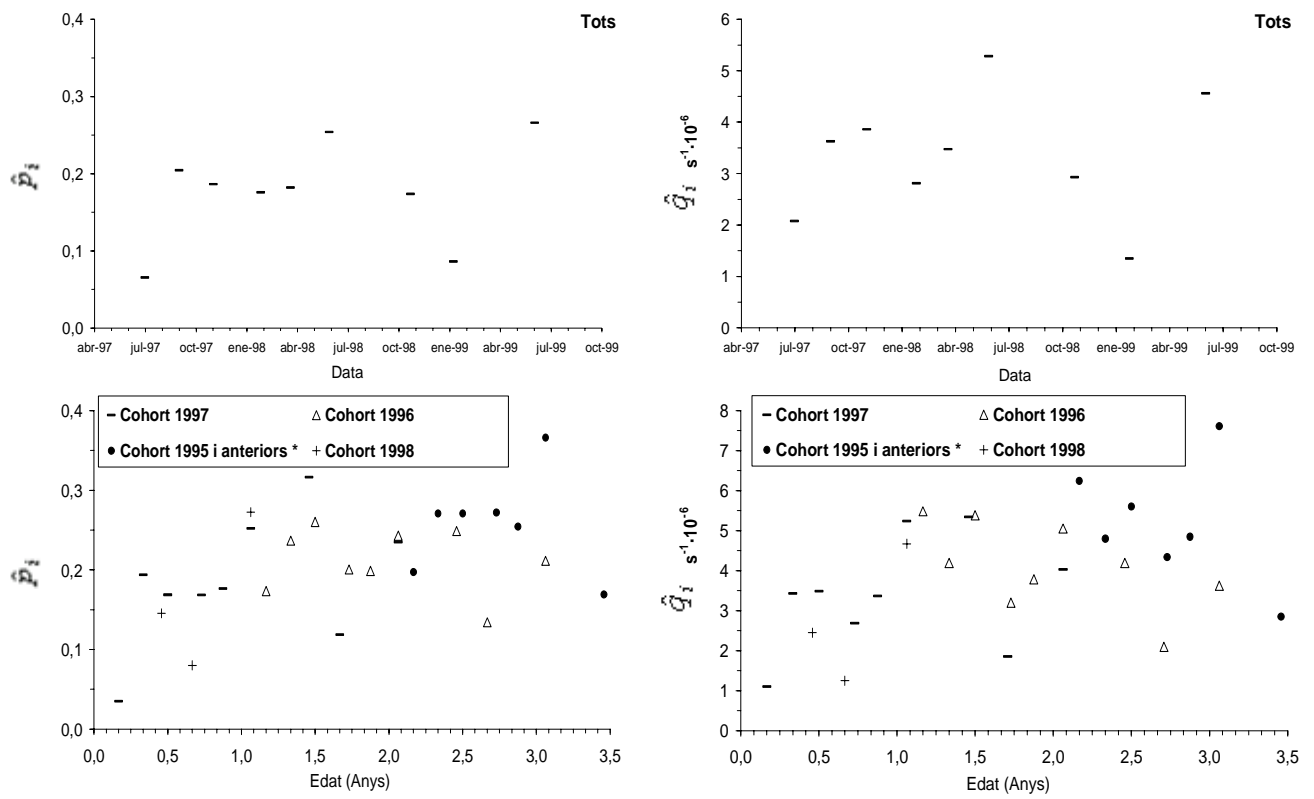 Tots
0,4
0,3
0,2
0,1
0,0
p̂ i
abr-97 jul-97 oct-97 ene-98 abr-98 jul-98 oct-98 ene-99 abr-99 jul-99 oct-99
Data
Tots
6
5
4
3
2
1
0
q̂ i s-1·10-6
abr-97 jul-97 oct-97 ene-98 abr-98 jul-98 oct-98 ene-99 abr-99 jul-99 oct-99
Data
Cohort 1997 Cohort 1996
Cohort 1995 i anteriors * Cohort 1998
0,4
0,3
0,2
0,1
0,0
p̂ i
0,0 0,5 1,0 1,5 2,0 2,5 3,0 3,5
Edat (Anys)
Cohort 1997 Cohort 1996
Cohort 1995 i anteriors * Cohort 1998
8
7
6
5
4
3
2
1
0
q̂ i s-1·10-6
0,0 0,5 1,0 1,5 2,0 2,5 3,0 3,5
Edat (Anys)